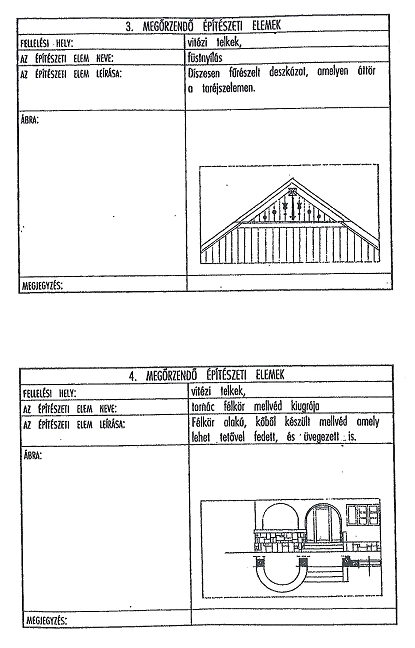 3. MEGŐRZENDŐ ÉPÍTÉSZETI ELEMEK
FELLELÉSI HELY: vitézi telkek,
AZ ÉPÍTÉSZETI ELEM NEVE: füstnyílás
AZ ÉPÍTÉSZETI ELEM LEÍRÁSA: Díszesen fűrészelt deszkázat, amelyen áttör
a taréjszelemen.
ÁBRA:
MEGJEGYZÉS:
4. MEGŐRZENDŐ ÉPÍTÉSZETI ELEMEK
FELLELÉSI HELY: vitézi telkek,
AZ ÉPÍTÉSZETI ELEM NEVE: tornác félkör mellvéd kiugrója
AZ ÉPÍTÉSZETI ELEM LEÍRÁSA: Félkör alakú, kőből készült mellvéd amely
lehet tetővel fedett, és üvegezett is.
ÁBRA:
MEGJEGYZÉS: